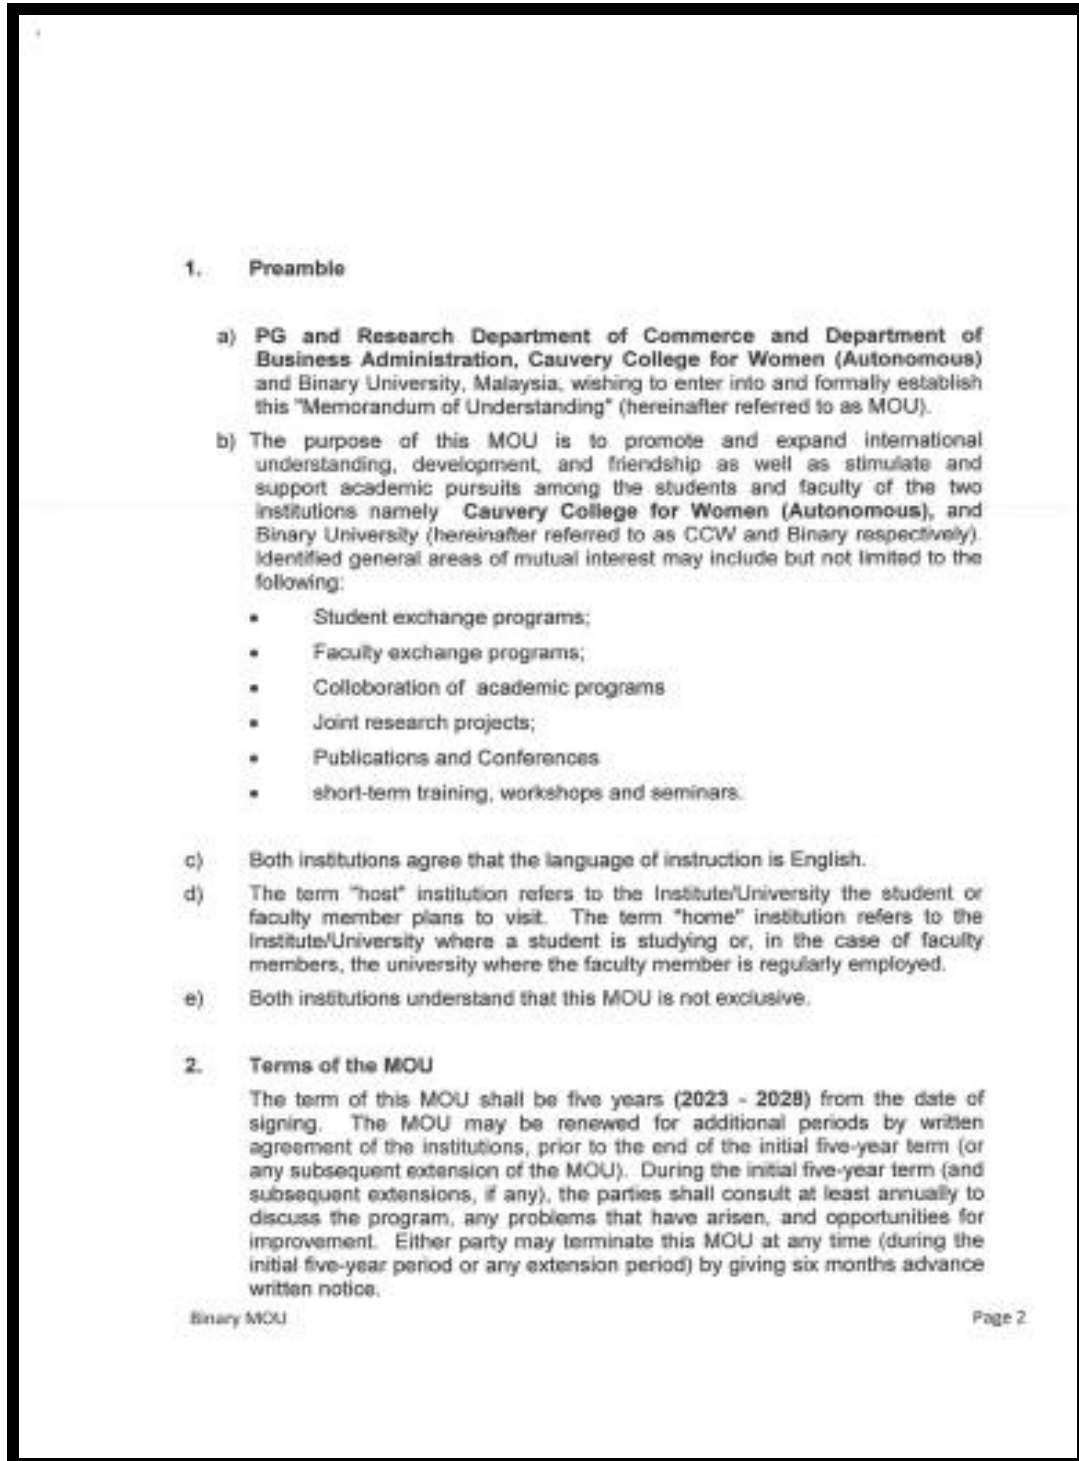 1. Preamble
a) PG and Research Department of Commerce and Department of
Business Administration, Cauvery College for Women (Autonomous)
and Binary University, Malaysia, wishing to enter into and formally establish
this "Memorandum of Understanding" (hereinafter referred to as MOU).
b) The purpose of this MOU is to promote and expand international
understanding, development, and friendship as well as stimulate and
support academic pursuits among the students and faculty of the two
institutions namely Cauvery College for Women (Autonomous), and
Binary University (hereinafter referred to as CCW and Binary respectively).
Identified general areas of mutual interest may include but not limited to the
following:
• Student exchange programs;
• Faculty exchange programs;
• Colloboration of academic programs
• Joint research projects;
• Publications and Conferences
• short-term training, workshops and seminars.
c) Both institutions agree that the language of instruction is English.
d) The term "host" institution refers to the Institute/University the student or
faculty member plans to visit. The term "home" institution refers to the
Institute/University where a student is studying or, in the case of faculty
members, the university where the faculty member is regularly employed.
e) Both institutions understand that this MOU is not exclusive.
2. Terms of the MOU
The term of this MOU shall be five years (2023 - 2028) from the date of
signing. The MOU may be renewed for additional periods by written
agreement of the institutions, prior to the end of the initial five-year term (or
any subsequent extension of the MOU). During the initial five-year term (and
subsequent extensions, if any), the parties shall consult at least annually to
discuss the program, any problems that have arisen, and opportunities for
improvement. Either party may terminate this MOU at any time (during the
initial five-year period or any extension period) by giving six months advance
written notice.
Binary MOU Page 2